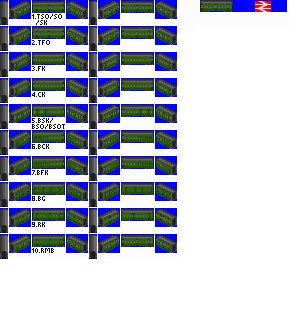 1.TSO/SO
/SK
2.TFO
3.FK
4.CK
5.BSK/
BSO/BSOT
6.BCK
7.BFK
8.BG
9.RK
10.RMB